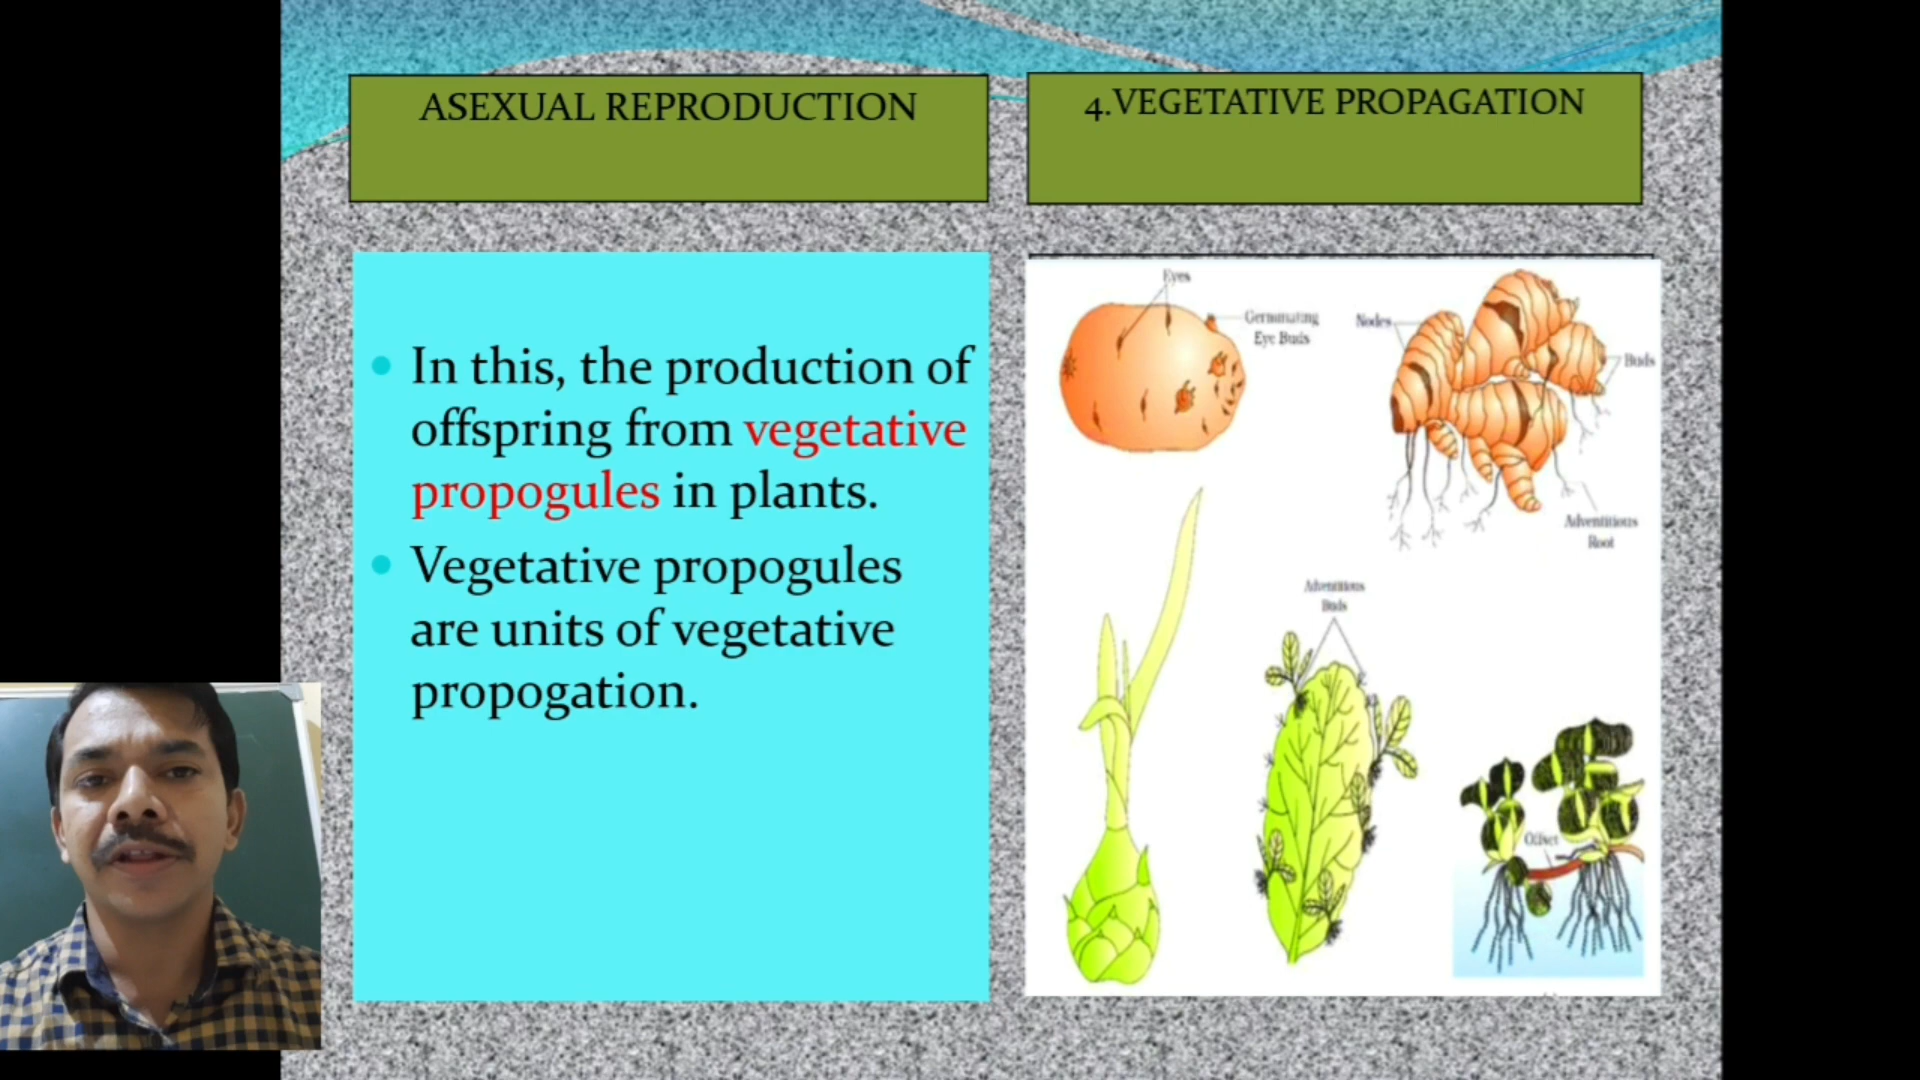 ASEXUAL REPRODUCTION
4.VEGETATIVE PROPAGATION
In this, the production of
offspring from vegetative
propogules in plants.
Vegetative propogules
are units of vegetative
propogation.
Eyes
Germinating
Eye Buds
Nodes
Buds
Adventitious
Root
Adventitious
Buds
Offset